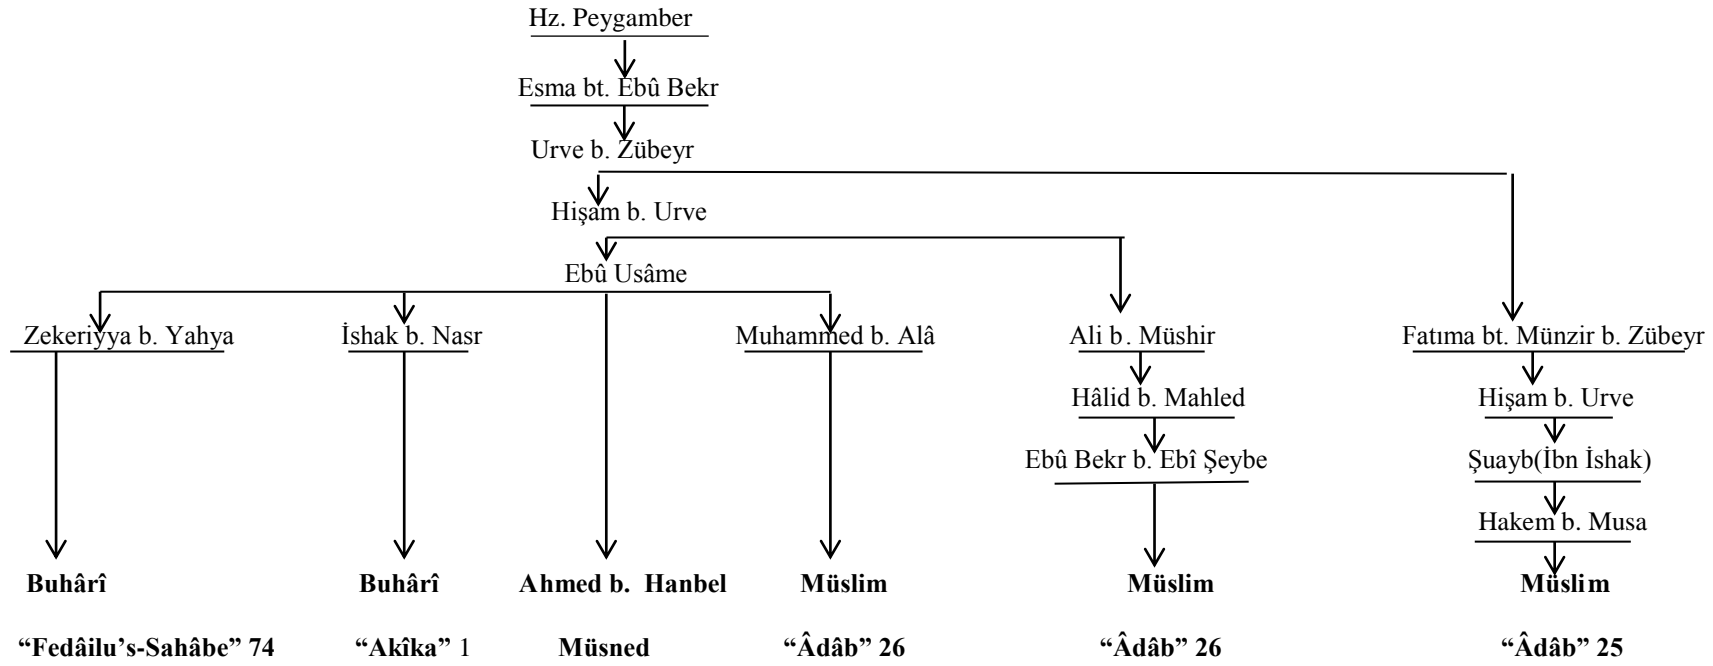 Hz. Peygamber
Esma bt. Ebû Bekr
Urve b. Zübeyr
Hişam b. Urve
Ebû Usâme
Zekeriyya b. Yahya İshak b. Nasr Muhammed b. Alâ Ali b. Müshir Fatıma bt. Münzir b. Zübeyr
Hâlid b. Mahled Hişam b. Urve
Ebû Bekr b. Ebî Şeybe Şuayb(İbn İshak)
Hakem b. Musa
Buhârî Buhârî Ahmed b. Hanbel Müslim Müslim Müslim
“Fedâilu’s-Sahâbe” 74 “Akîka” 1 Müsned “Âdâb” 26 “Âdâb” 26 “Âdâb” 25